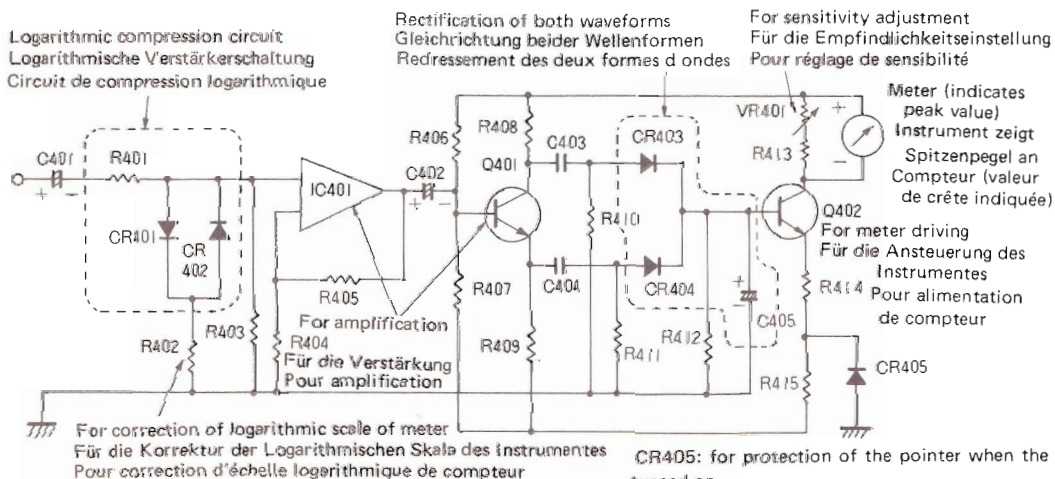 Logarithmic compression circuit
Logarithmische Verstärkerschaltung
Circuit de compression logarithmique
Rectification of both waveforms
Gleichrichtung beider Wellenformen
Redressement des deux formes d ondes
For sensitivity adjustment
Für die Empfindlichkeitseinstellung
Pour réglage de sensibilité
Meter (indicates
peak value)
Instrument zeigt
Spitzenpegel an
Compteur (valeur
de crête indiquée)
C401
+ -
R401
CR401
CR
402
R402
R403
IC401
R405
R404
C402
+ -
R406
R407
R408
Q401
R409
C403
C404
R410
R411
CR403
CR404
R412
+
-
C405
VR401
+
-
R413
Q402
R414
R415
CR405
For amplification
Für die Verstärkung
Pour amplification
For meter driving
Für die Ansteuerung des
Instrumentes
Pour alimentation
de compteur
For correction of logarithmic scale of meter
Für die Korrektur der Logarithmischen Skala des Instrumentes
Pour correction d'échelle logarithmique de compteur
CR405: for protection of the pointer when the